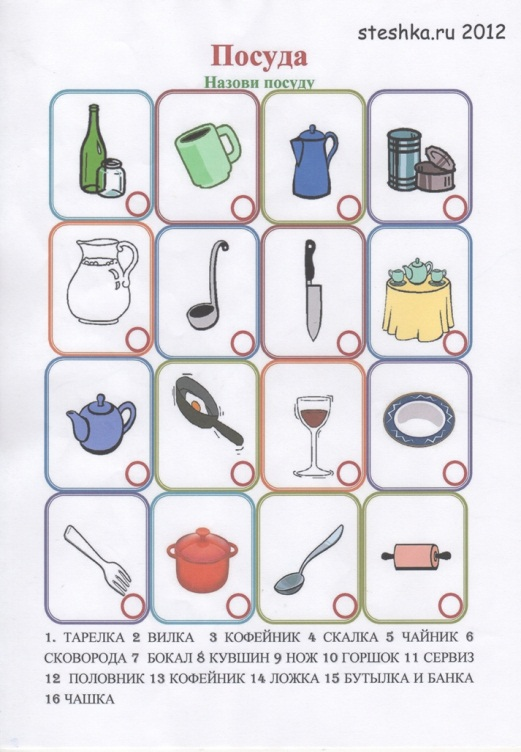 steshka.ru 2012
Посуда
Назови посуду
1. ТАРЕЛКА 2 ВИЛКА 3 КОФЕЙНИК 4 СКАЛКА 5 ЧАЙНИК 6
СКОВОРОДА 7 БОКАЛ 8 КУВШИН 9 НОЖ 10 ГОРШОК 11 СЕРВИЗ
12 ПОЛОВНИК 13 КОФЕЙНИК 14 ЛОЖКА 15 БУТЫЛКА И БАНКА
16 ЧАШКА